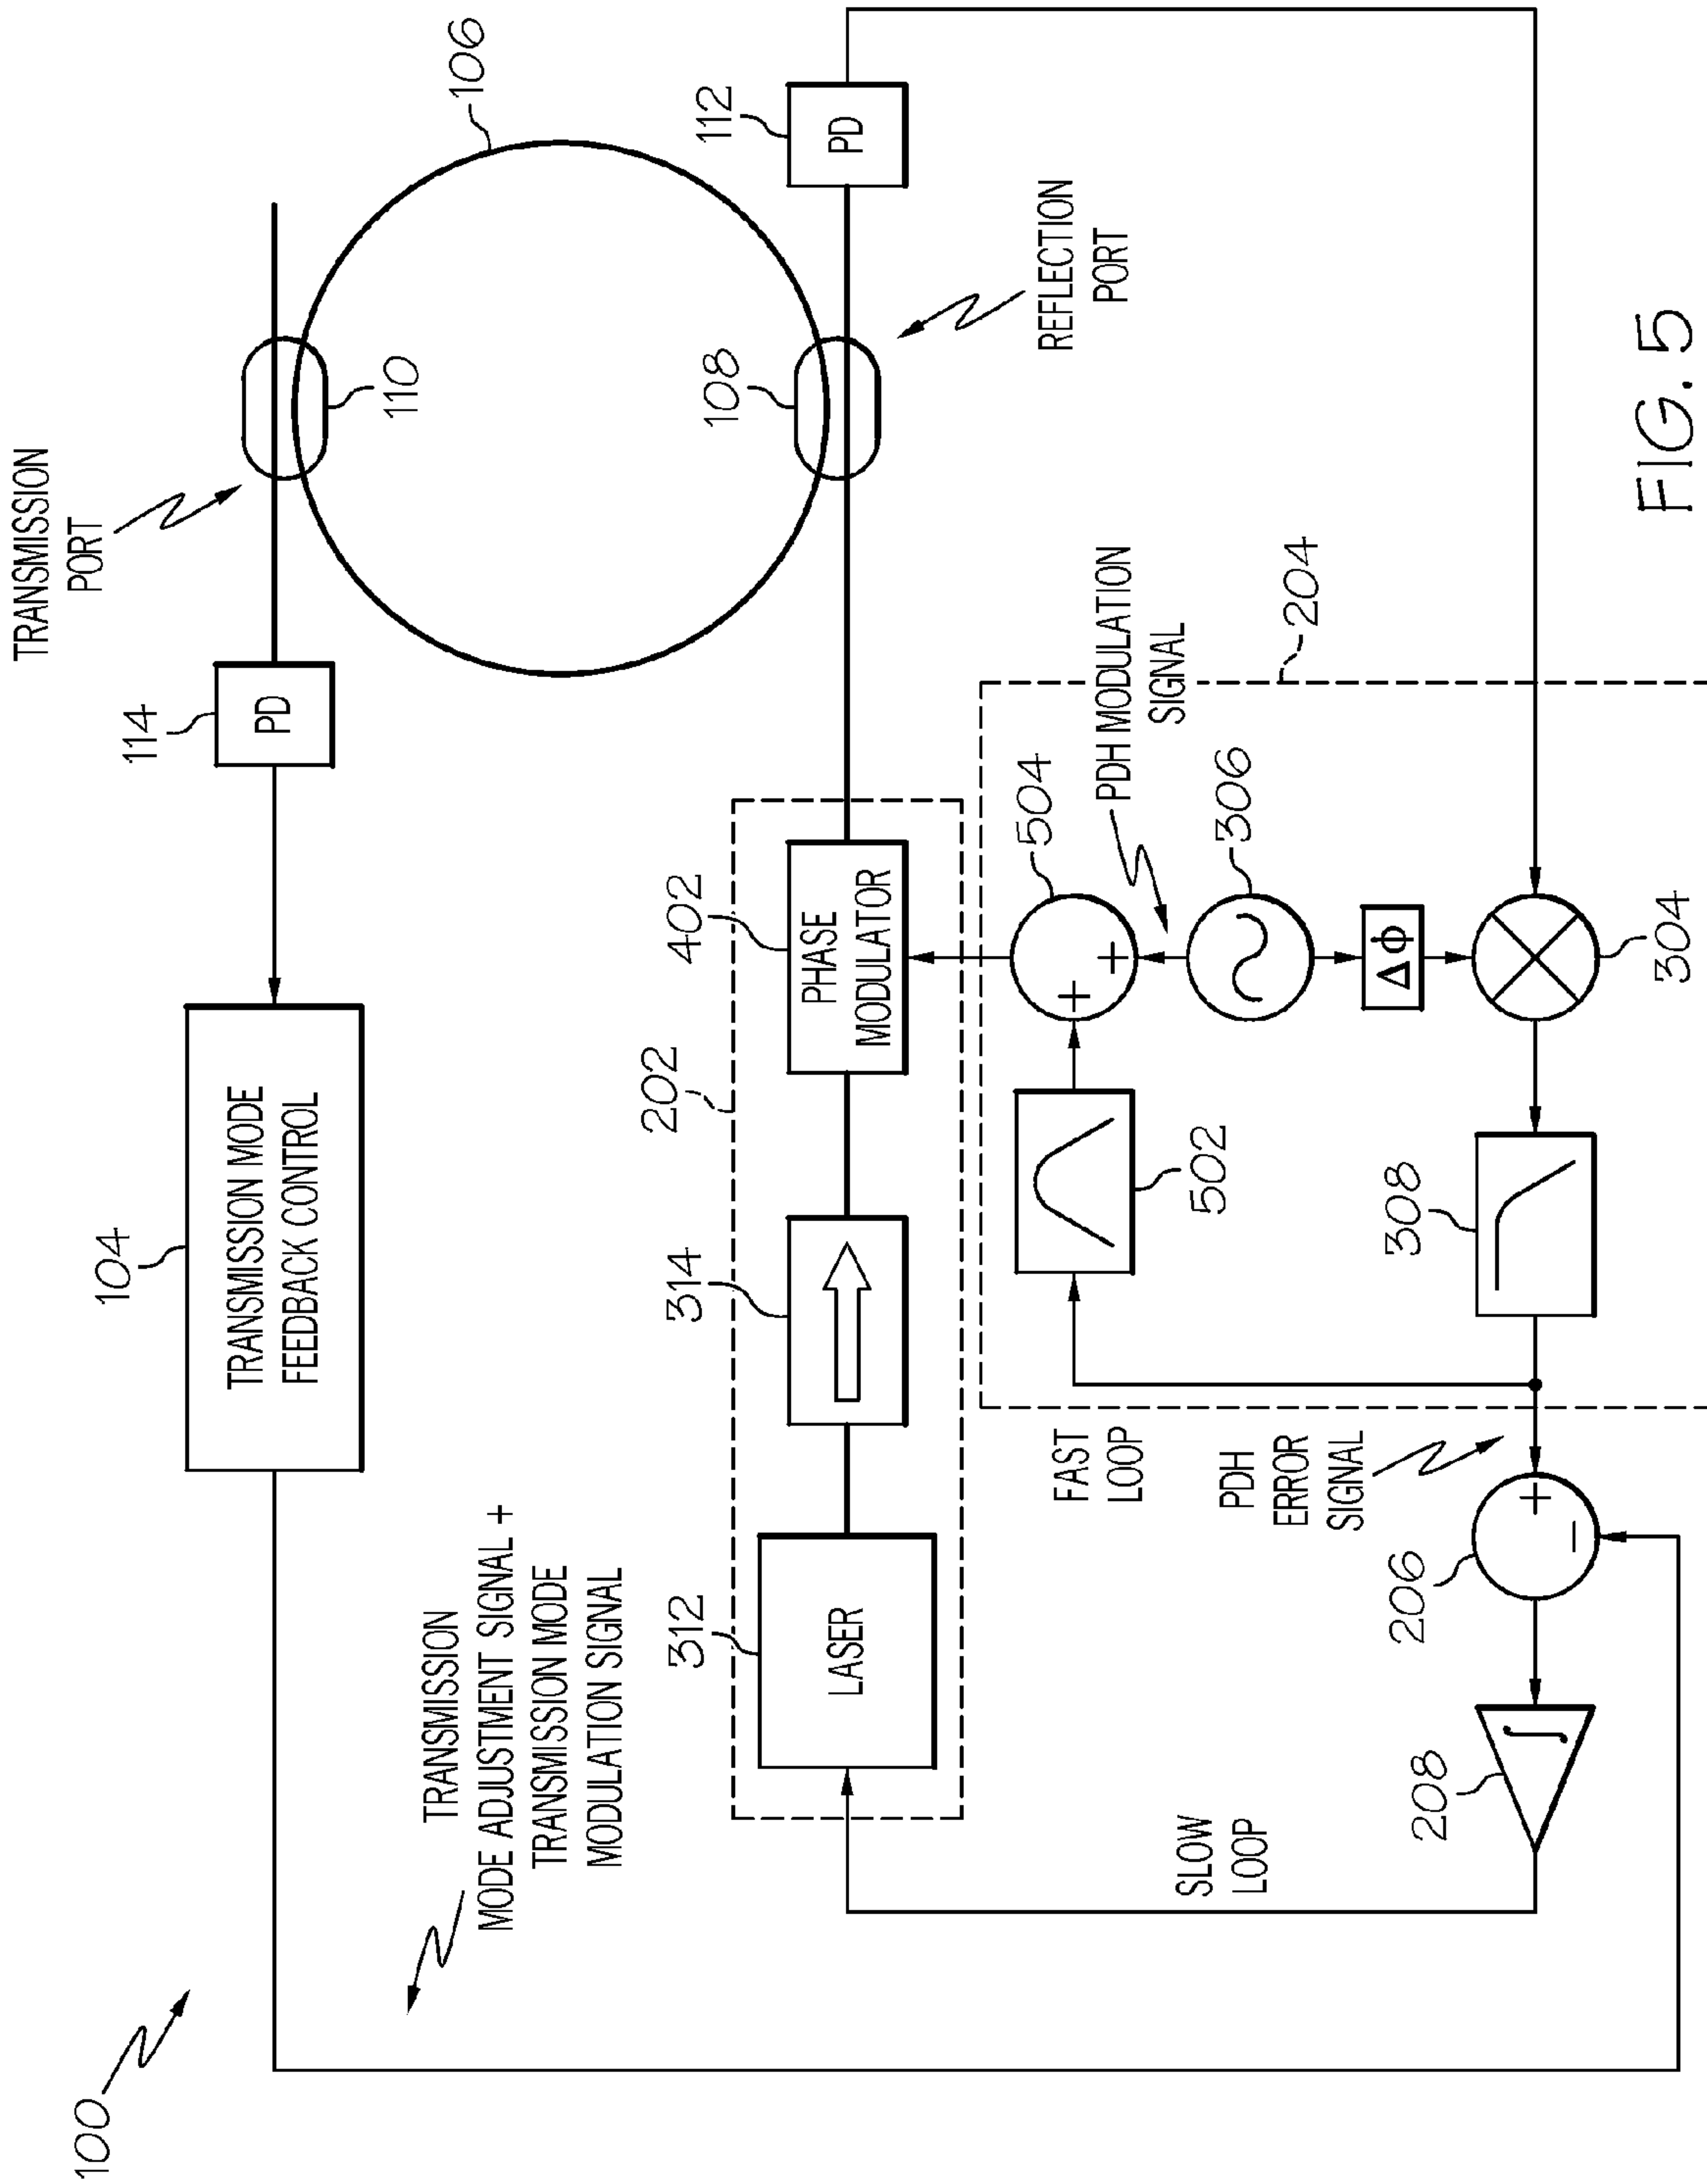 100
TRANSMISSION
PORT
104
114
PD
TRANSMISSION MODE
FEEDBACK CONTROL
110
106
TRANSMISSION
MODE ADJUSTMENT SIGNAL +
TRANSMISSION MODE
MODULATION SIGNAL
312
LASER
314
202
402
PHASE
MODULATOR
108
112
PD
REFLECTION
PORT
SLOW
LOOP
FAST
LOOP
502
504
+
+
PDH MODULATION
SIGNAL
204
306
PDH
ERROR
SIGNAL
Δϕ
208
∫
206
+
−
308
304
FIG. 5